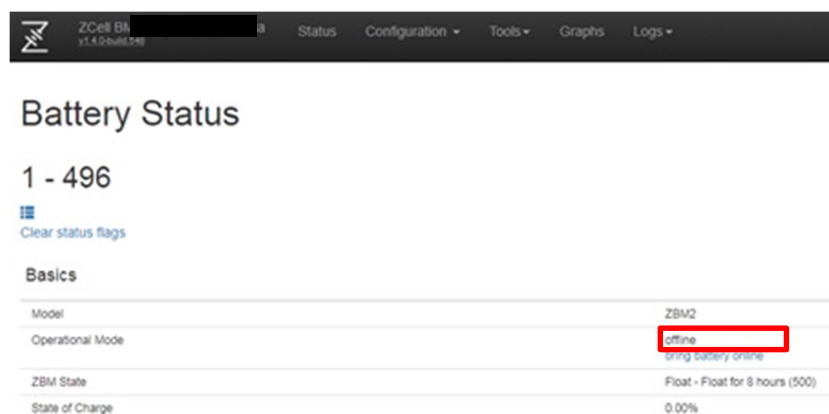 ZCell BM a Status Configuration Tools Graphs Logs
v1.4.0-build.548
Battery Status
1 - 496
Clear status flags
Basics
Model ZBM2
Operational Mode offline
bring battery online
ZBM State Float - Float for 8 hours (500)
State of Charge 0.00%